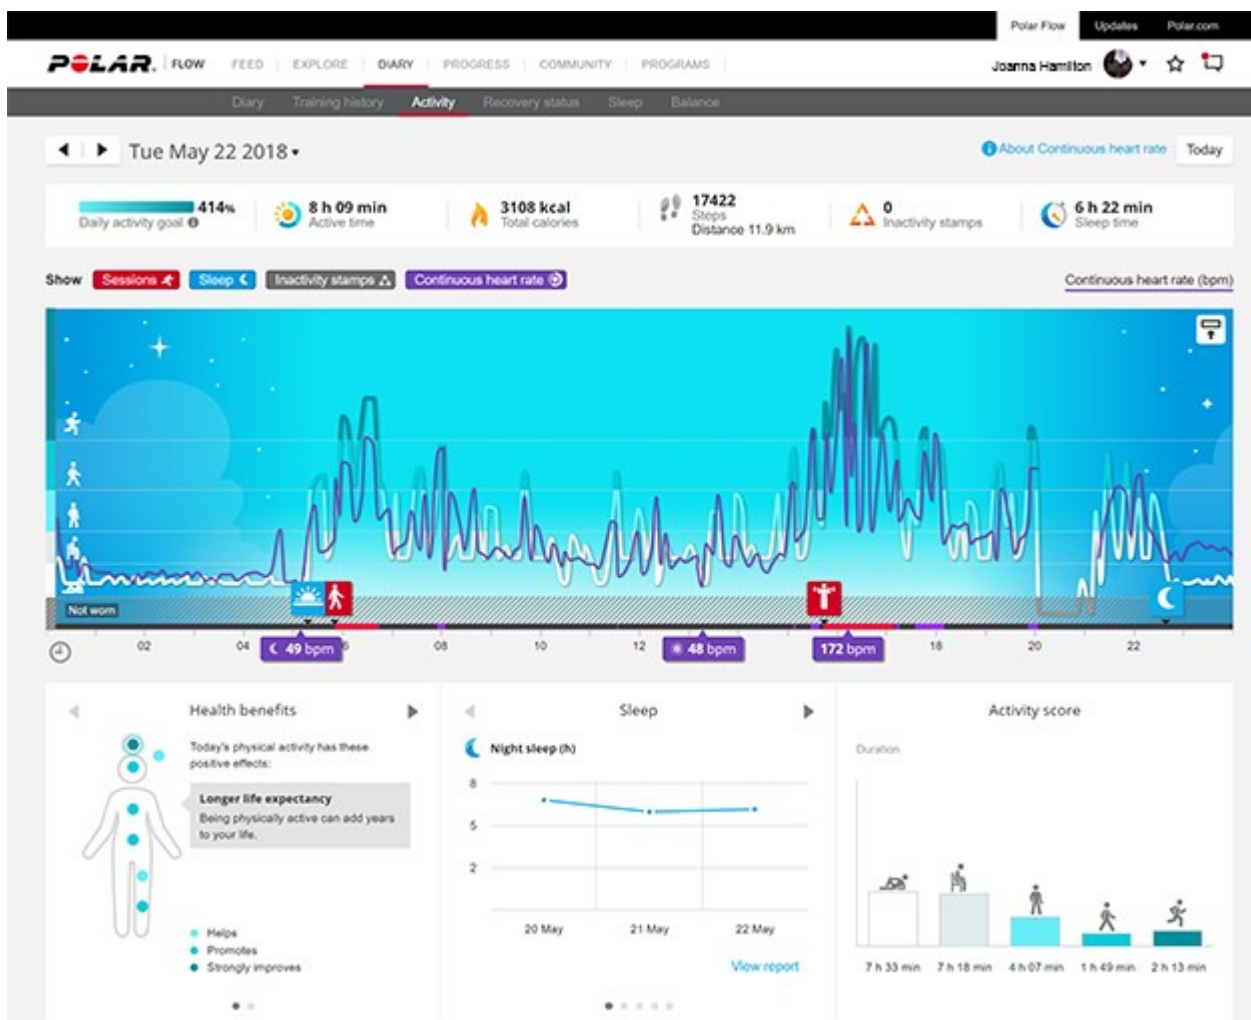 Polar Flow Updates Polar.com
POLAR. FLOW FEED EXPLORE DIARY PROGRESS COMMUNITY PROGRAMS Joanna Hamilton
Diary Training history Activity Recovery status Sleep Balance
Tue May 22 2018 About Continuous heart rate Today
414% 8 h 09 min 3108 kcal 17422 0 6 h 22 min
Daily activity goal Active time Total calories Steps Inactivity stamps Sleep time
Distance 11.9 km
Show Sessions Sleep Inactivity stamps Continuous heart rate Continuous heart rate (bpm)
Not worn
02 04 6 08 10 12 18 20 22
49 bpm 48 bpm 172 bpm
Health benefits Sleep Activity score
Today's physical activity has these
positive effects:
Longer life expectancy
Being physically active can add years
to your life.
Helps
Promotes
Strongly improves
Night sleep (h)
8
5
2
20 May 21 May 22 May
View report
Duration
7 h 33 min 7 h 18 min 4 h 07 min 1 h 49 min 2 h 13 min